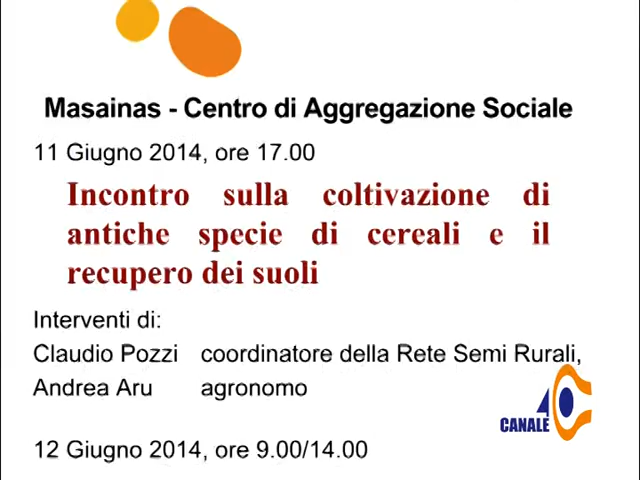 Masainas - Centro di Aggregazione Sociale
11 Giugno 2014, ore 17.00
Incontro sulla coltivazione di
antiche specie di cereali e il
recupero dei suoli
Interventi di:
Claudio Pozzi coordinatore della Rete Semi Rurali,
Andrea Aru agronomo
CANALE 40
12 Giugno 2014, ore 9.00/14.00